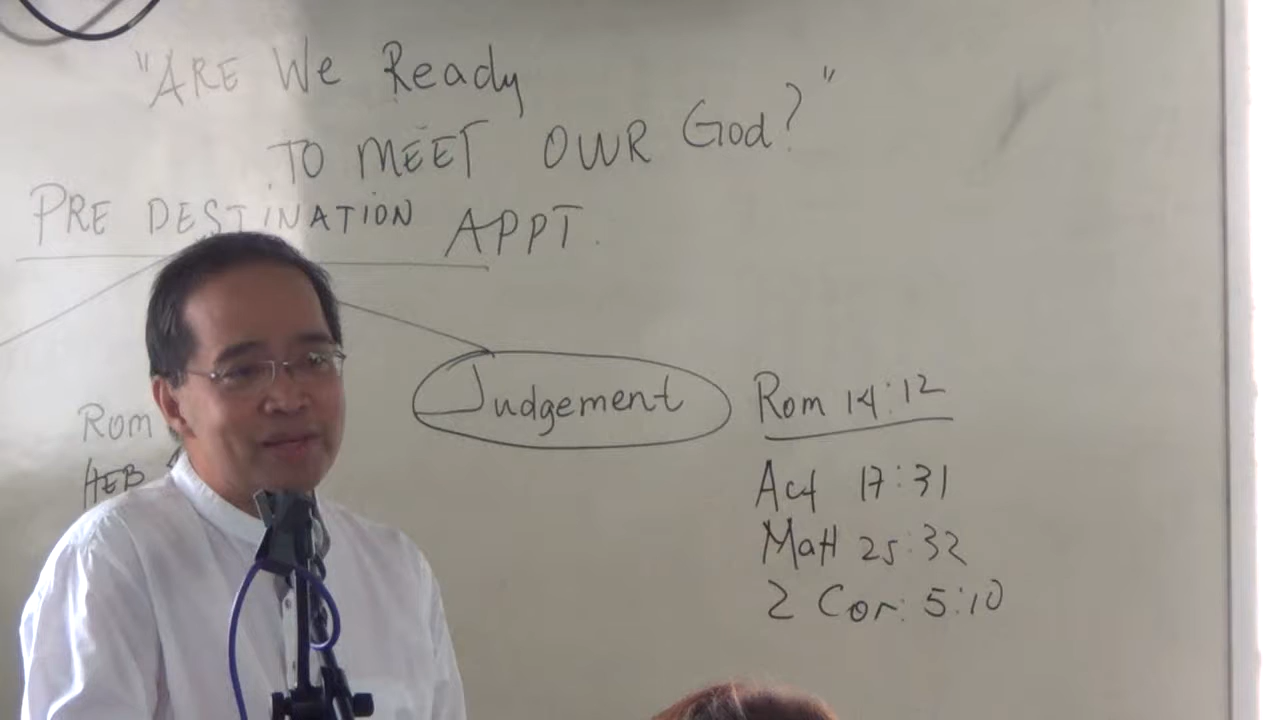 "ARE We Ready
TO MEET OWR God?"
PRE DESTINATION APPT.
Judgement
Rom 14:12
Act 17:31
Matt 25:32
2 Cor: 5:10
Rom
HEB